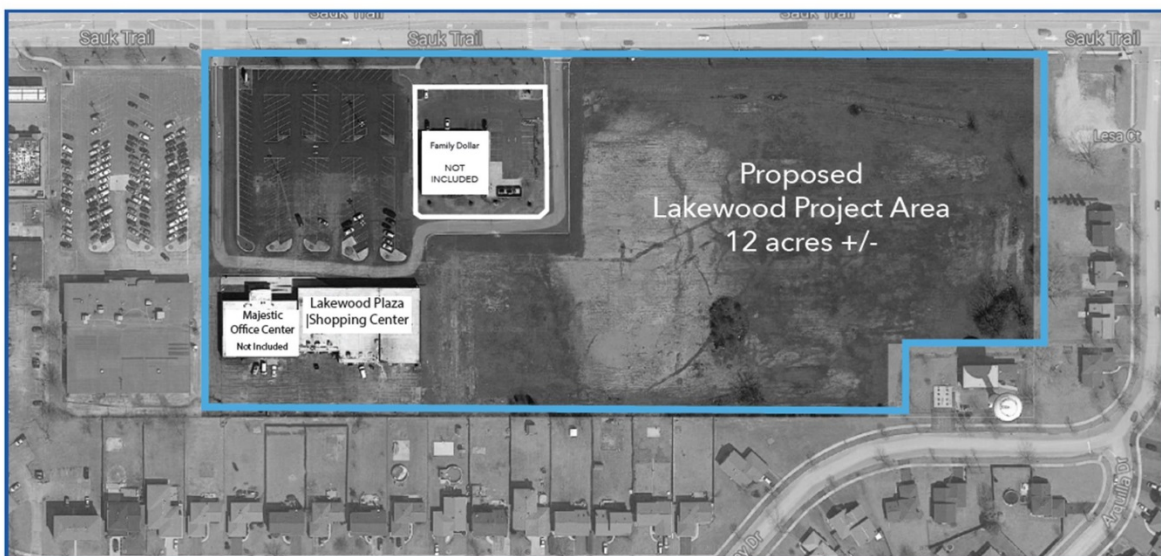 Sauk Trail
Sauk Trail
Sauk Trail
Sauk Trail
Sauk Trail
Lesa Ct
Family Dollar
NOT
INCLUDED
Proposed
Lakewood Project Area
12 acres +/-
Majestic
Office Center
Not Included
Lakewood Plaza
|Shopping Center
Dr